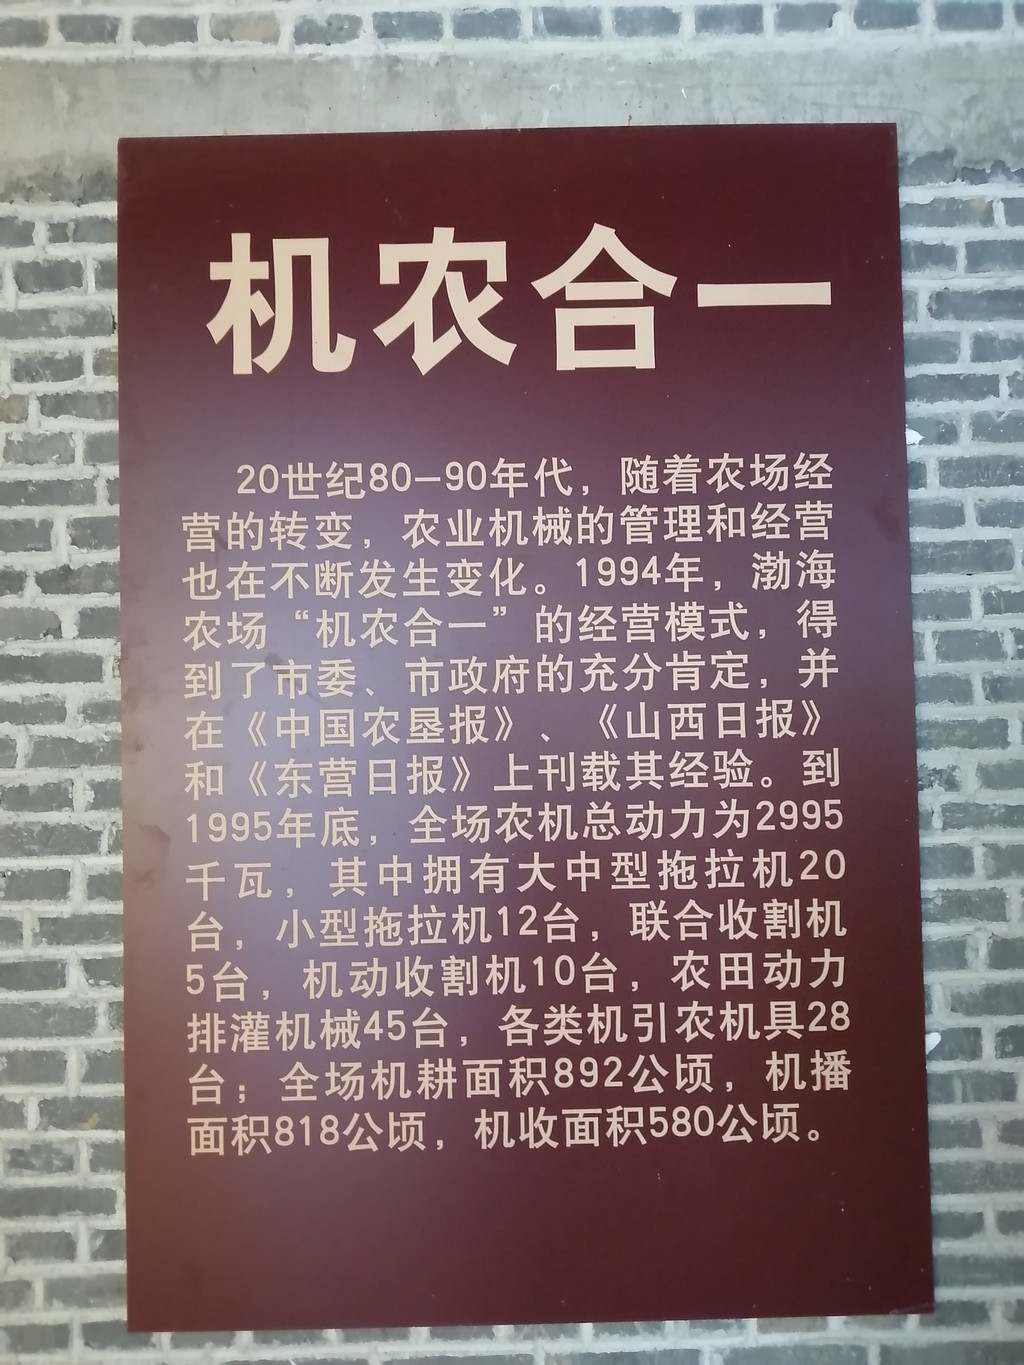 机农合一
20世纪80-90年代，随着农场经
营的转变，农业机械的管理和经营
也在不断发生变化。1994年，渤海
农场“机农合一”的经营模式，得
到了市委、市政府的充分肯定，并
在《中国农垦报》、《山西日报》
和《东营日报》上刊载其经验。到
1995年底，全场农机总动力为2995
千瓦，其中拥有大中型拖拉机20
台，小型拖拉机12台，联合收割机
5台，机动收割机10台，农田动力
排灌机械45台，各类机引农机具28
台；全场机耕面积892公顷，机播
面积818公顷，机收面积580公顷。